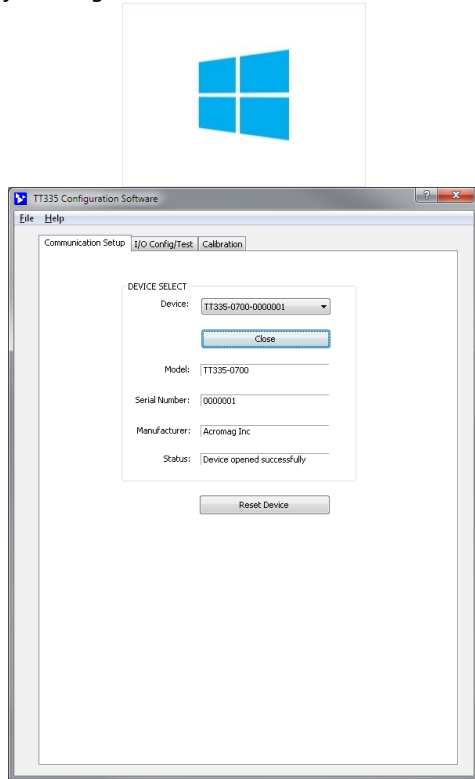 TT335 Configuration Software
File Help
Communication Setup I/O Config/Test Calibration
DEVICE SELECT
Device: TT335-0700-0000001
Close
Model: TT335-0700
Serial Number: 0000001
Manufacturer: Acromag Inc
Status: Device opened successfully
Reset Device